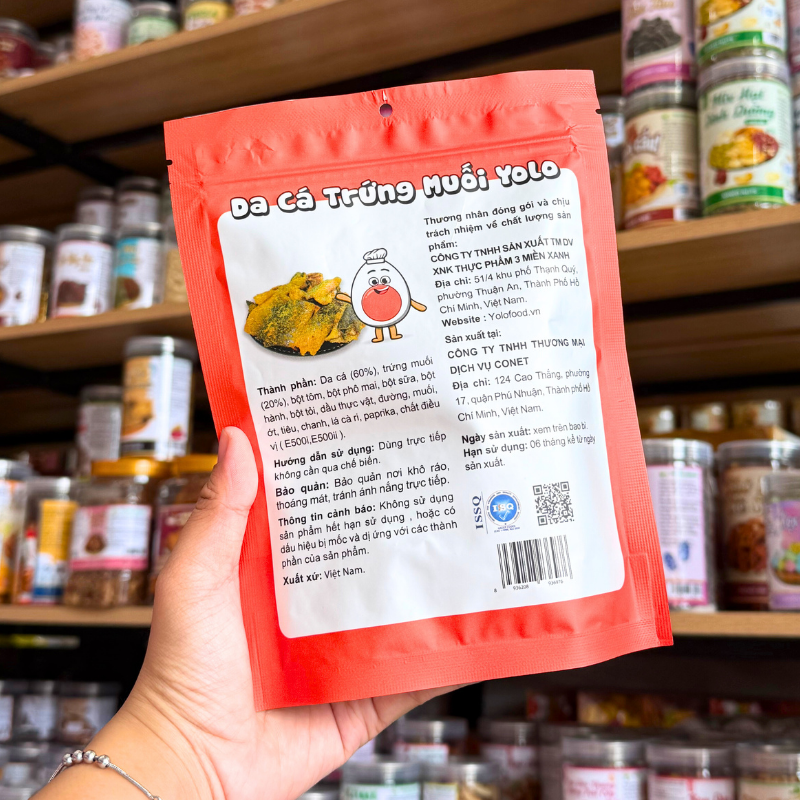 Da Cá Trứng Muối YoLo
Thành phần: Da cá (60%), trứng muối
(20%), bột tôm, bột phô mai, bột sữa, bột
hành, bột tỏi, dầu thực vật, đường, muối,
ớt, tiêu, chanh, lá cà ri, paprika, chất điều
vị ( E500i,E500ii ).
Hướng dẫn sử dụng: Dùng trực tiếp
không cần qua chế biến.
Bảo quản: Bảo quản nơi khô ráo,
thoáng mát, tránh ánh nắng trực tiếp.
Thông tin cảnh báo: Không sử dụng
sản phẩm hết hạn sử dụng , hoặc có
dấu hiệu bị mốc và dị ứng với các thành
phần của sản phẩm.
Xuất xứ: Việt Nam.
Thương nhân đóng gói và chịu
trách nhiệm về chất lượng sản
phẩm:
CÔNG TY TNHH SẢN XUẤT TM DV
XNK THỰC PHẨM 3 MIỀN XANH
Địa chỉ: 51/4 khu phố Thạnh Quý,
phường Thuận An, Thành Phố Hồ
Chí Minh, Việt Nam.
Website : Yolofood.vn
Sản xuất tại:
CÔNG TY TNHH THƯƠNG MẠI
DỊCH VỤ CONET
Địa chỉ: 124 Cao Thắng, phường
17, quận Phú Nhuận, Thành phố Hồ
Chí Minh, Việt Nam.
Ngày sản xuất: xem trên bao bì.
Hạn sử dụng: 06 tháng kể từ ngày
sản xuất.
ISSQ